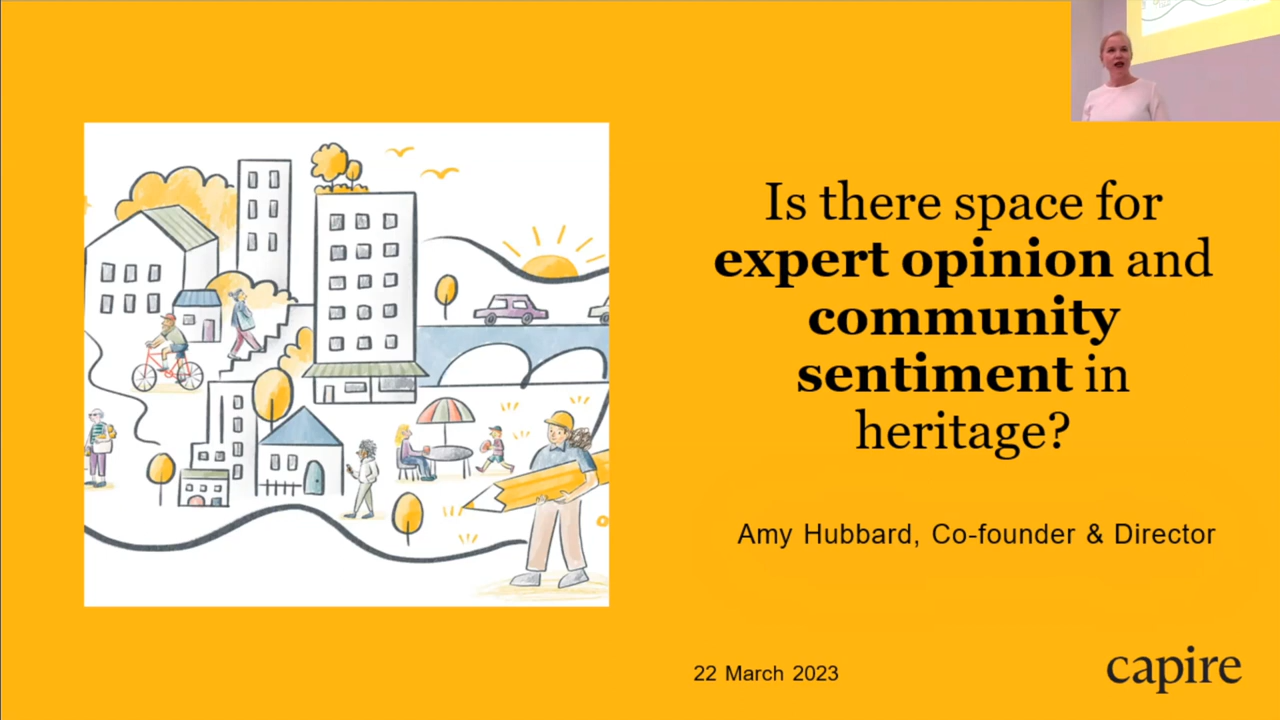 Is there space for
expert opinion and
community
sentiment in
heritage?
Amy Hubbard, Co-founder & Director
22 March 2023
capire